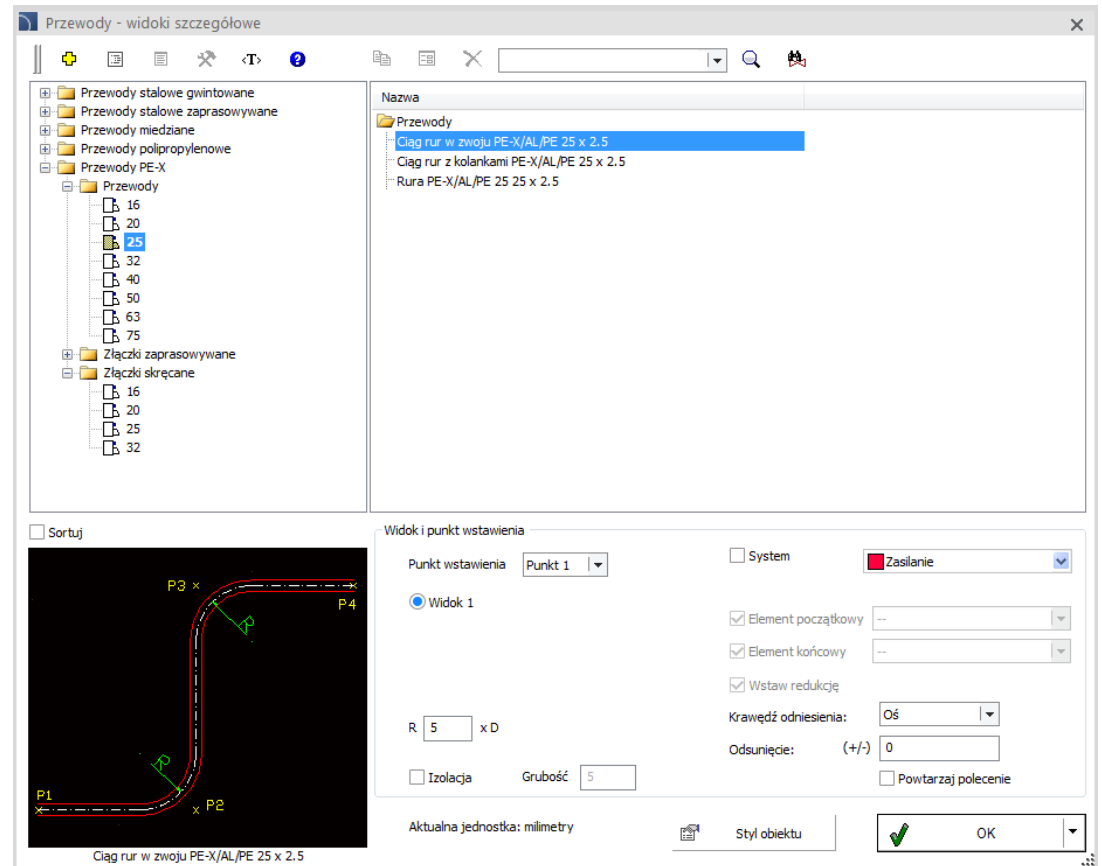 Przewody - widoki szczegółowe
<T>
Przewody stalowe gwintowane
Przewody stalowe zaprasowywane
Przewody miedziane
Przewody polipropylenowe
Przewody PE-X
Przewody
16
20
25
32
40
50
63
75
Złączki zaprasowywane
Złączki skręcane
16
20
25
32
Nazwa
Przewody
Ciąg rur w zwoju PE-X/AL/PE 25 x 2.5
Ciąg rur z kolankami PE-X/AL/PE 25 x 2.5
Rura PE-X/AL/PE 25 25 x 2.5
Sortuj
P3
P4
R
R
P1
P2
Ciąg rur w zwoju PE-X/AL/PE 25 x 2.5
Widok i punkt wstawienia
Punkt wstawienia Punkt 1
Widok 1
R 5 x D
Izolacja Grubość 5
System Zasilanie
Element początkowy --
Element końcowy --
Wstaw redukcję
Krawędź odniesienia: Oś
Odsunięcie: (+/-) 0
Powtarzaj polecenie
Aktualna jednostka: milimetry
Styl obiektu
OK